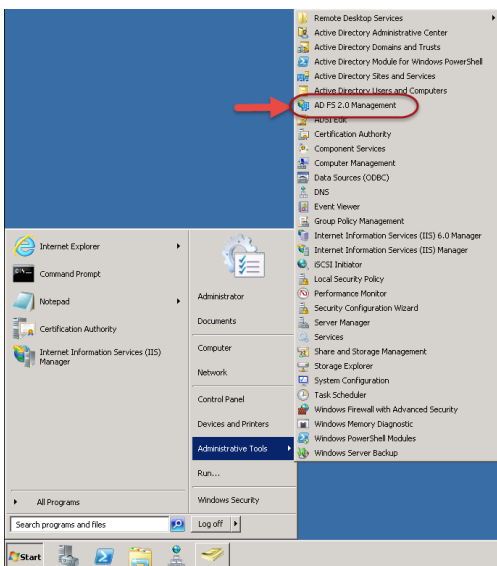 Remote Desktop Services
Active Directory Administrative Center
Active Directory Domains and Trusts
Active Directory Module for Windows PowerShell
Active Directory Sites and Services
Active Directory Users and Computers
AD FS 2.0 Management
ADSI Edit
Certification Authority
Component Services
Computer Management
Data Sources (ODBC)
DNS
Event Viewer
Group Policy Management
Internet Information Services (IIS) 6.0 Manager
Internet Information Services (IIS) Manager
iSCSI Initiator
Local Security Policy
Performance Monitor
Security Configuration Wizard
Server Manager
Services
Share and Storage Management
Storage Explorer
System Configuration
Task Scheduler
Windows Firewall with Advanced Security
Windows Memory Diagnostic
Windows PowerShell Modules
Windows Server Backup
Internet Explorer
Command Prompt
Notepad
Certification Authority
Internet Information Services (IIS)
Manager
All Programs
Search programs and files
Administrator
Documents
Computer
Network
Control Panel
Devices and Printers
Administrative Tools
Run...
Windows Security
Log off
Start